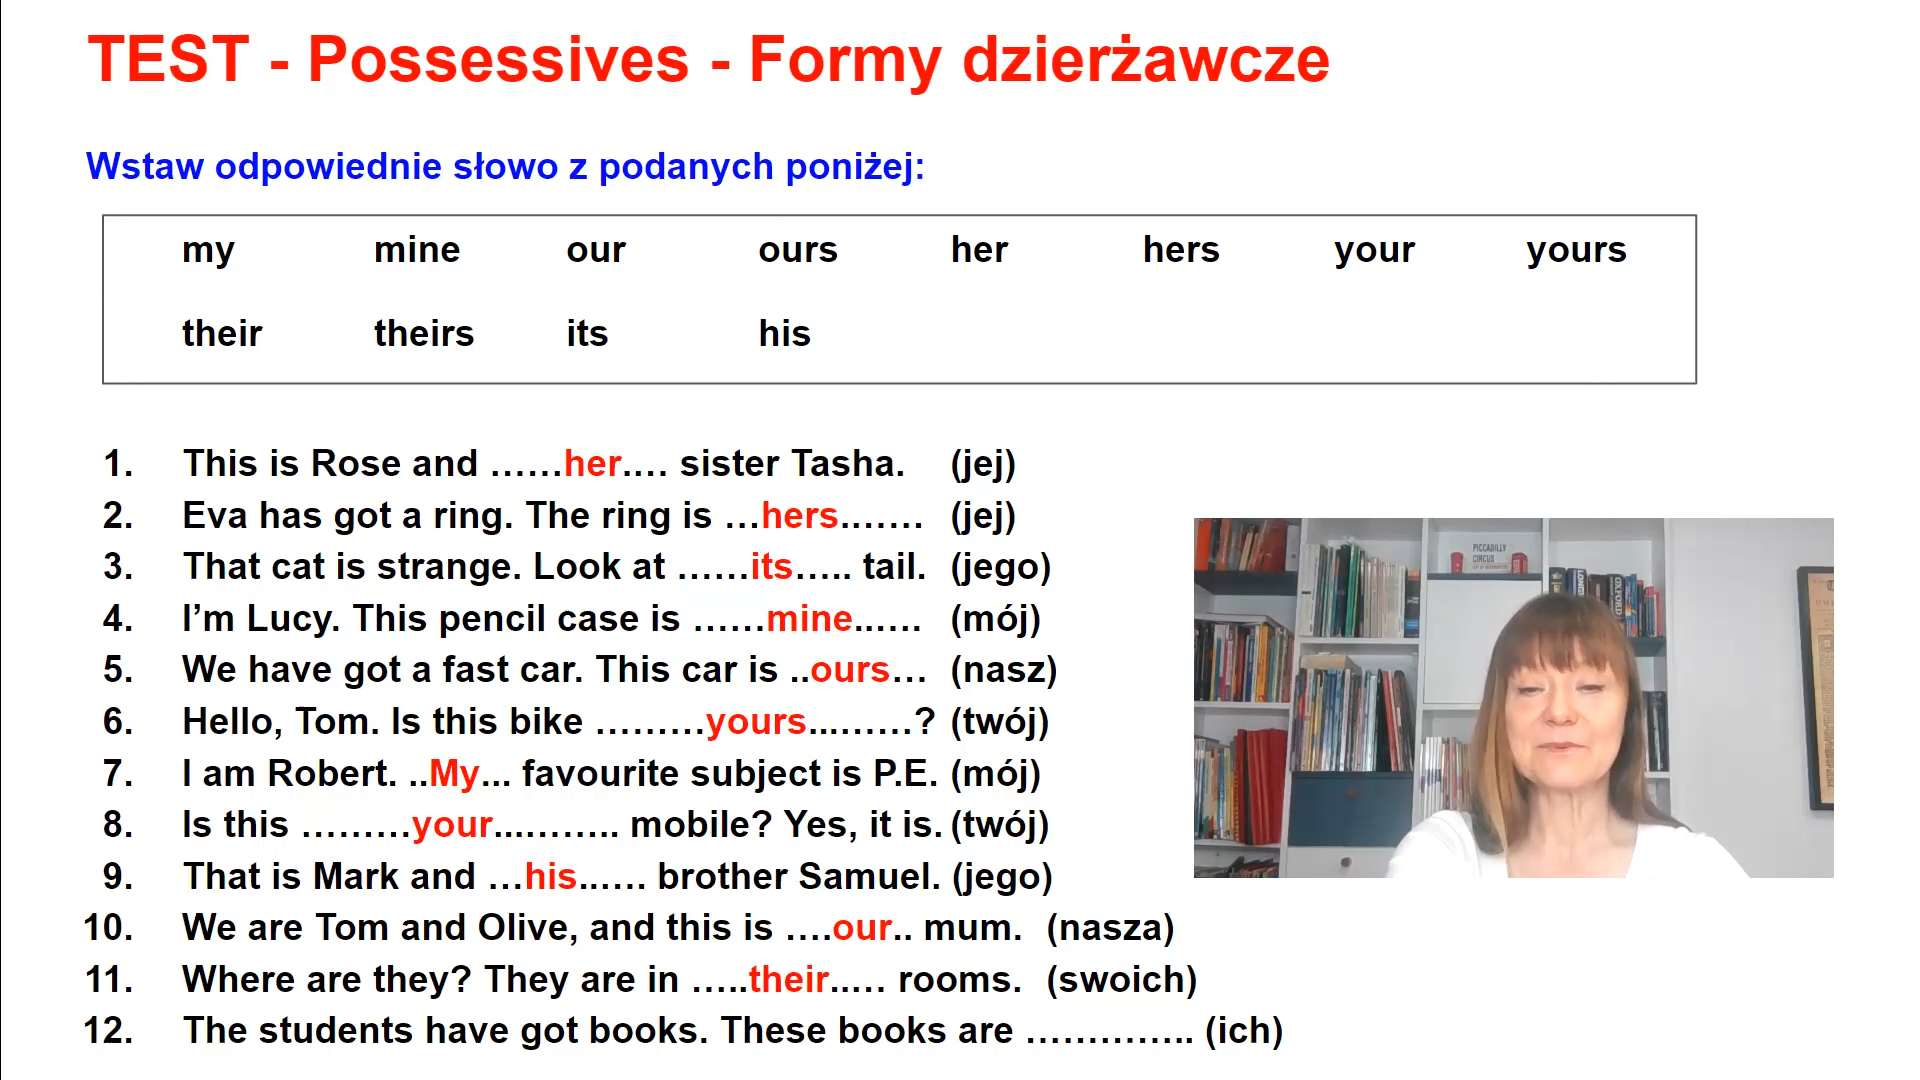 TEST - Possessives - Formy dzierżawcze
Wstaw odpowiednie słowo z podanych poniżej:
my mine our ours her hers your yours
their theirs its his
1. This is Rose and ……her.… sister Tasha. (jej)
2. Eva has got a ring. The ring is …hers.…… (jej)
3. That cat is strange. Look at ……its….. tail. (jego)
4. I’m Lucy. This pencil case is ……mine..…. (mój)
5. We have got a fast car. This car is ..ours… (nasz)
6. Hello, Tom. Is this bike ………yours...……? (twój)
7. I am Robert. ..My... favourite subject is P.E. (mój)
8. Is this ………your...…….. mobile? Yes, it is. (twój)
9. That is Mark and …his..…. brother Samuel. (jego)
10. We are Tom and Olive, and this is ….our.. mum. (nasza)
11. Where are they? They are in …..their..… rooms. (swoich)
12. The students have got books. These books are ………….. (ich)
PICCADILLY
CIRCUS
LONDON
OXFORD